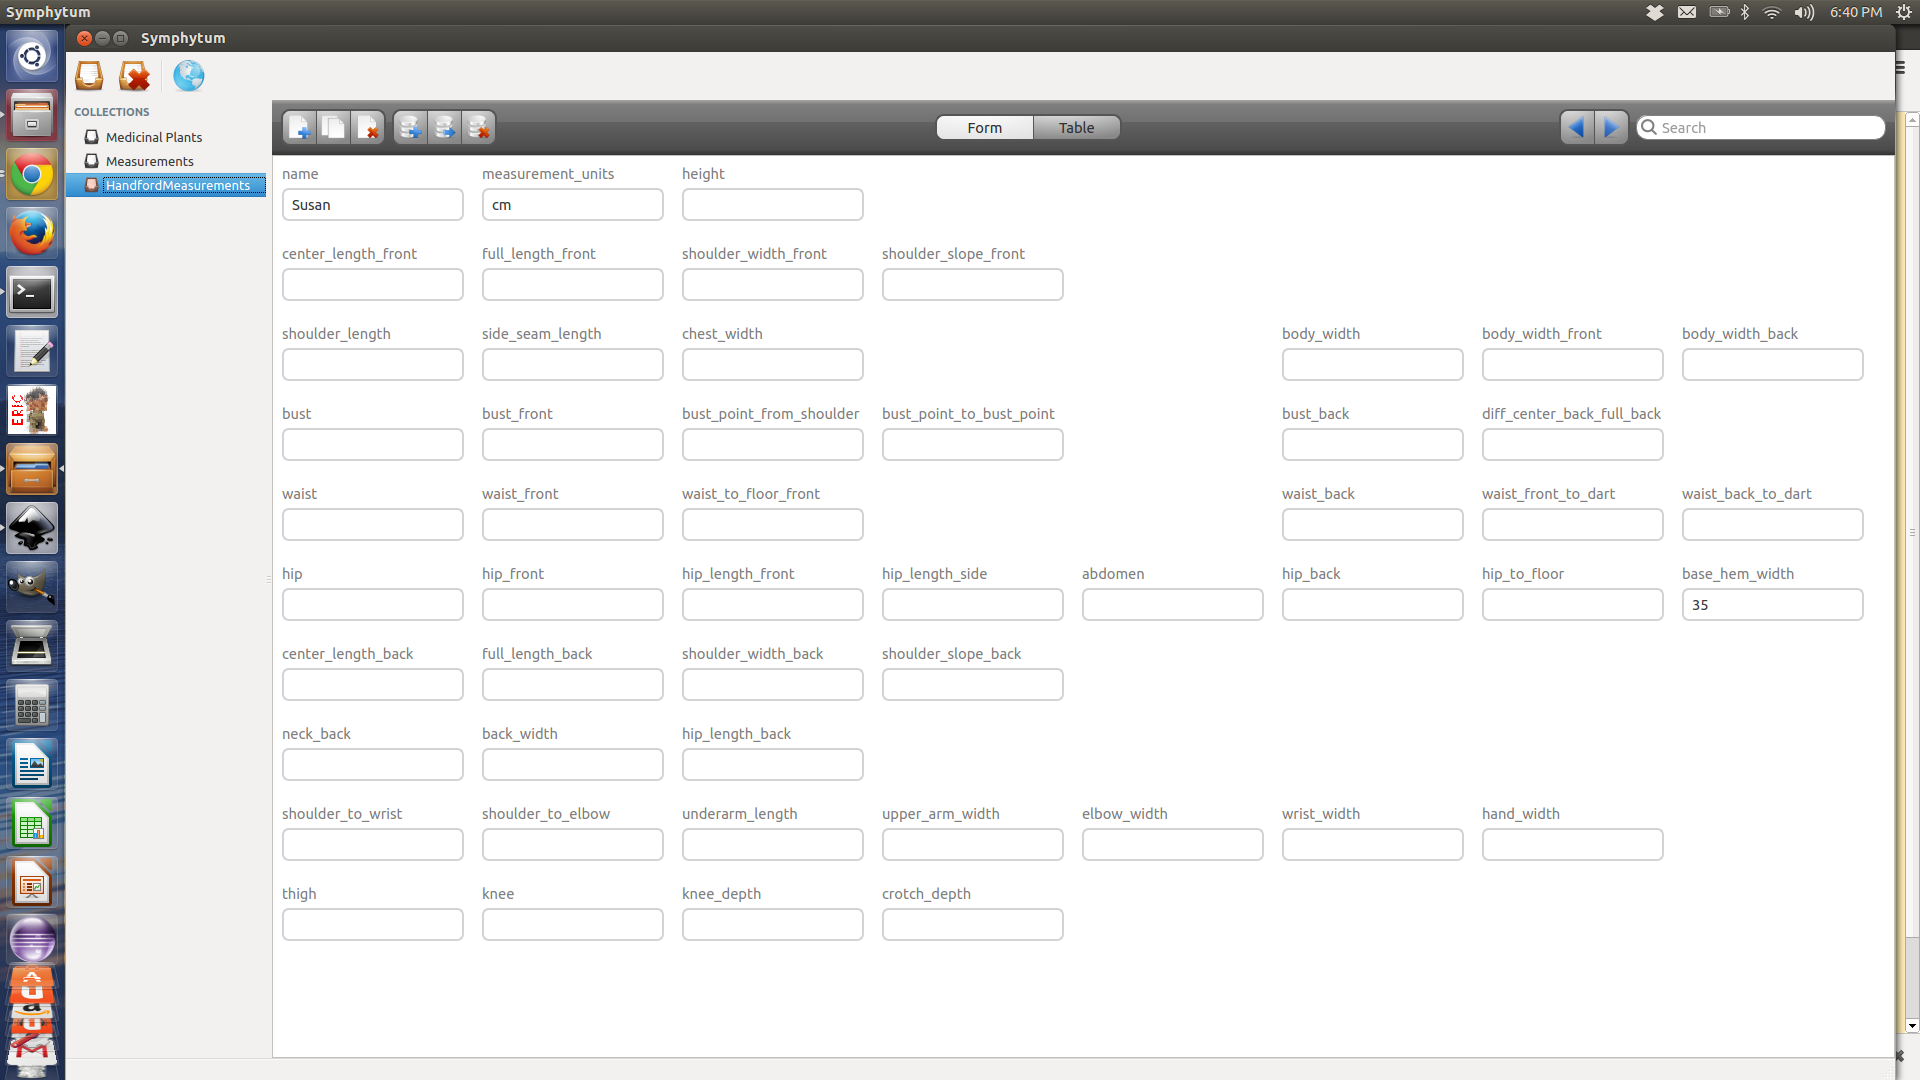 Symphytum
6:40 PM
Symphytum
COLLECTIONS
Medicinal Plants
Measurements
HandfordMeasurements
Form Table
Search
name measurement_units height
Susan cm
center_length_front full_length_front shoulder_width_front shoulder_slope_front
shoulder_length side_seam_length chest_width body_width body_width_front body_width_back
bust bust_front bust_point_from_shoulder bust_point_to_bust_point bust_back diff_center_back_full_back
waist waist_front waist_to_floor_front waist_back waist_front_to_dart waist_back_to_dart
hip hip_front hip_length_front hip_length_side abdomen hip_back hip_to_floor base_hem_width
35
center_length_back full_length_back shoulder_width_back shoulder_slope_back
neck_back back_width hip_length_back
shoulder_to_wrist shoulder_to_elbow underarm_length upper_arm_width elbow_width wrist_width hand_width
thigh knee knee_depth crotch_depth
ERIC